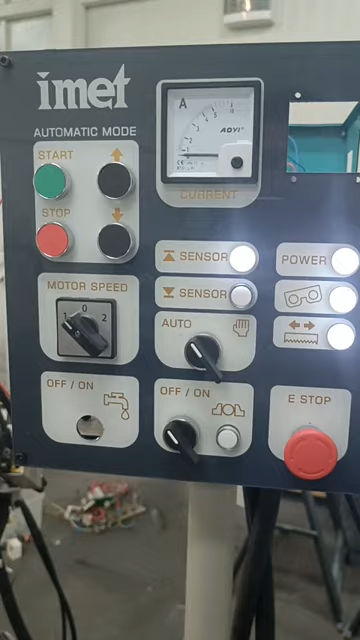 imet
AUTOMATIC MODE
START
STOP
A
AOYI
CURRENT
SENSOR
SENSOR
POWER
MOTOR SPEED
1 0 2
AUTO
OFF / ON
OFF / ON
E STOP